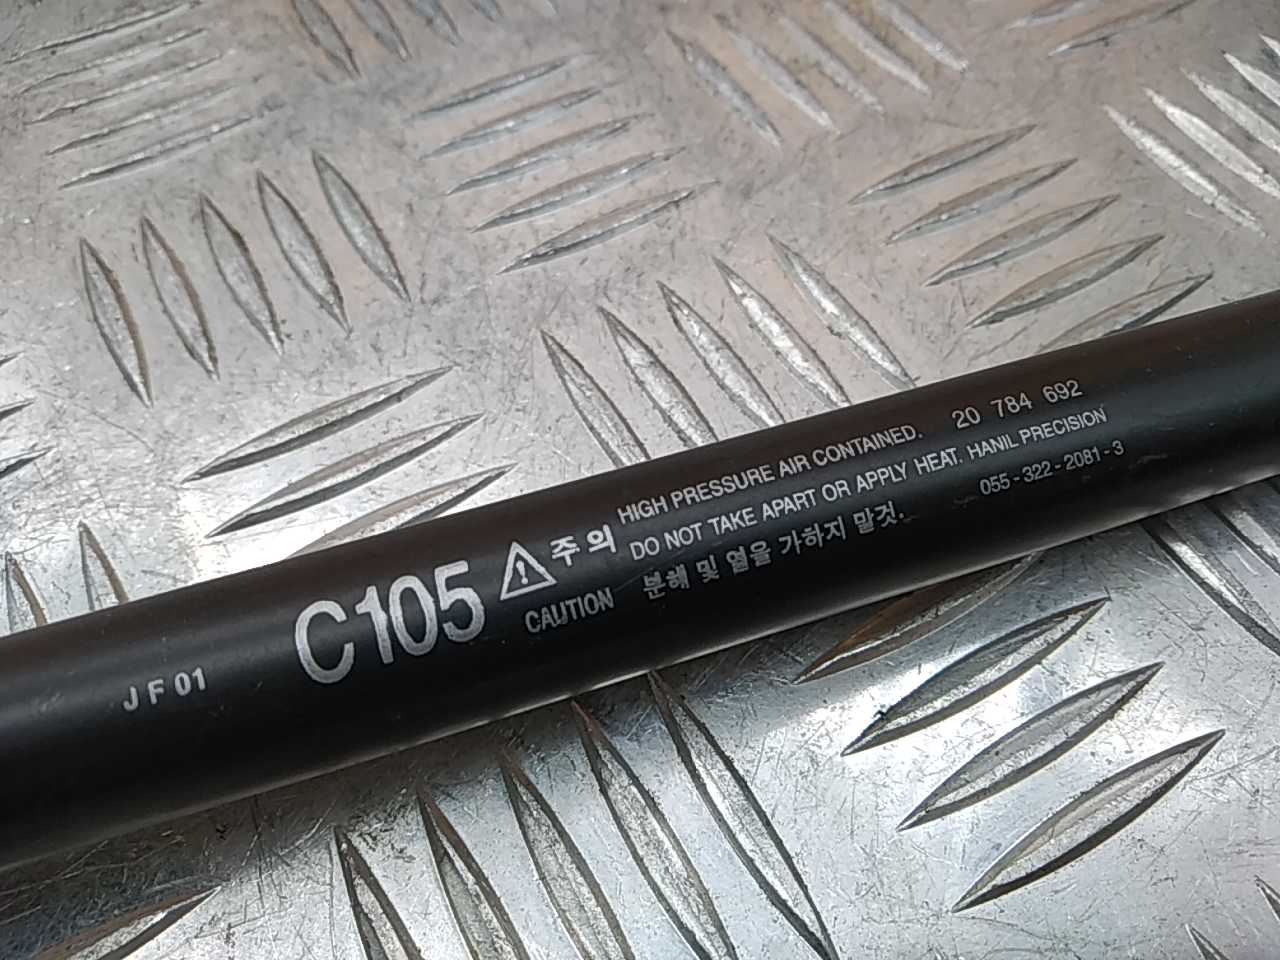 J F 01
C105
주의
CAUTION
HIGH PRESSURE AIR CONTAINED. 20 784 692
DO NOT TAKE APART OR APPLY HEAT. HANIL PRECISION
분해 및 열을 가하지 말것. 055-322-2081-3